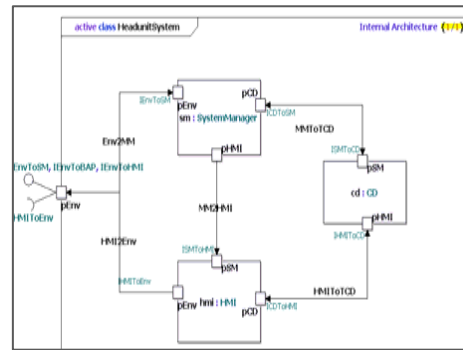 active class HeadunitSystem
Internal Architecture (1/1)
pCD
IEnvToSM
pEnv
ICDToSM
sm : SystemManager
Env2MM
MMToTCD
pHMI
ISMToCD
EnvToSM, IEnvToBAP, IEnvToHMI
pSM
cd : CD
pEnv
MM2HMI
HMIToEnv
pHMI
IHMIToCD
HMI2Env
ISMToHMI
pSM
IHMIToEnv
HMIToTCD
pEnv
hmi : HMI
ICDToHMI
pCD